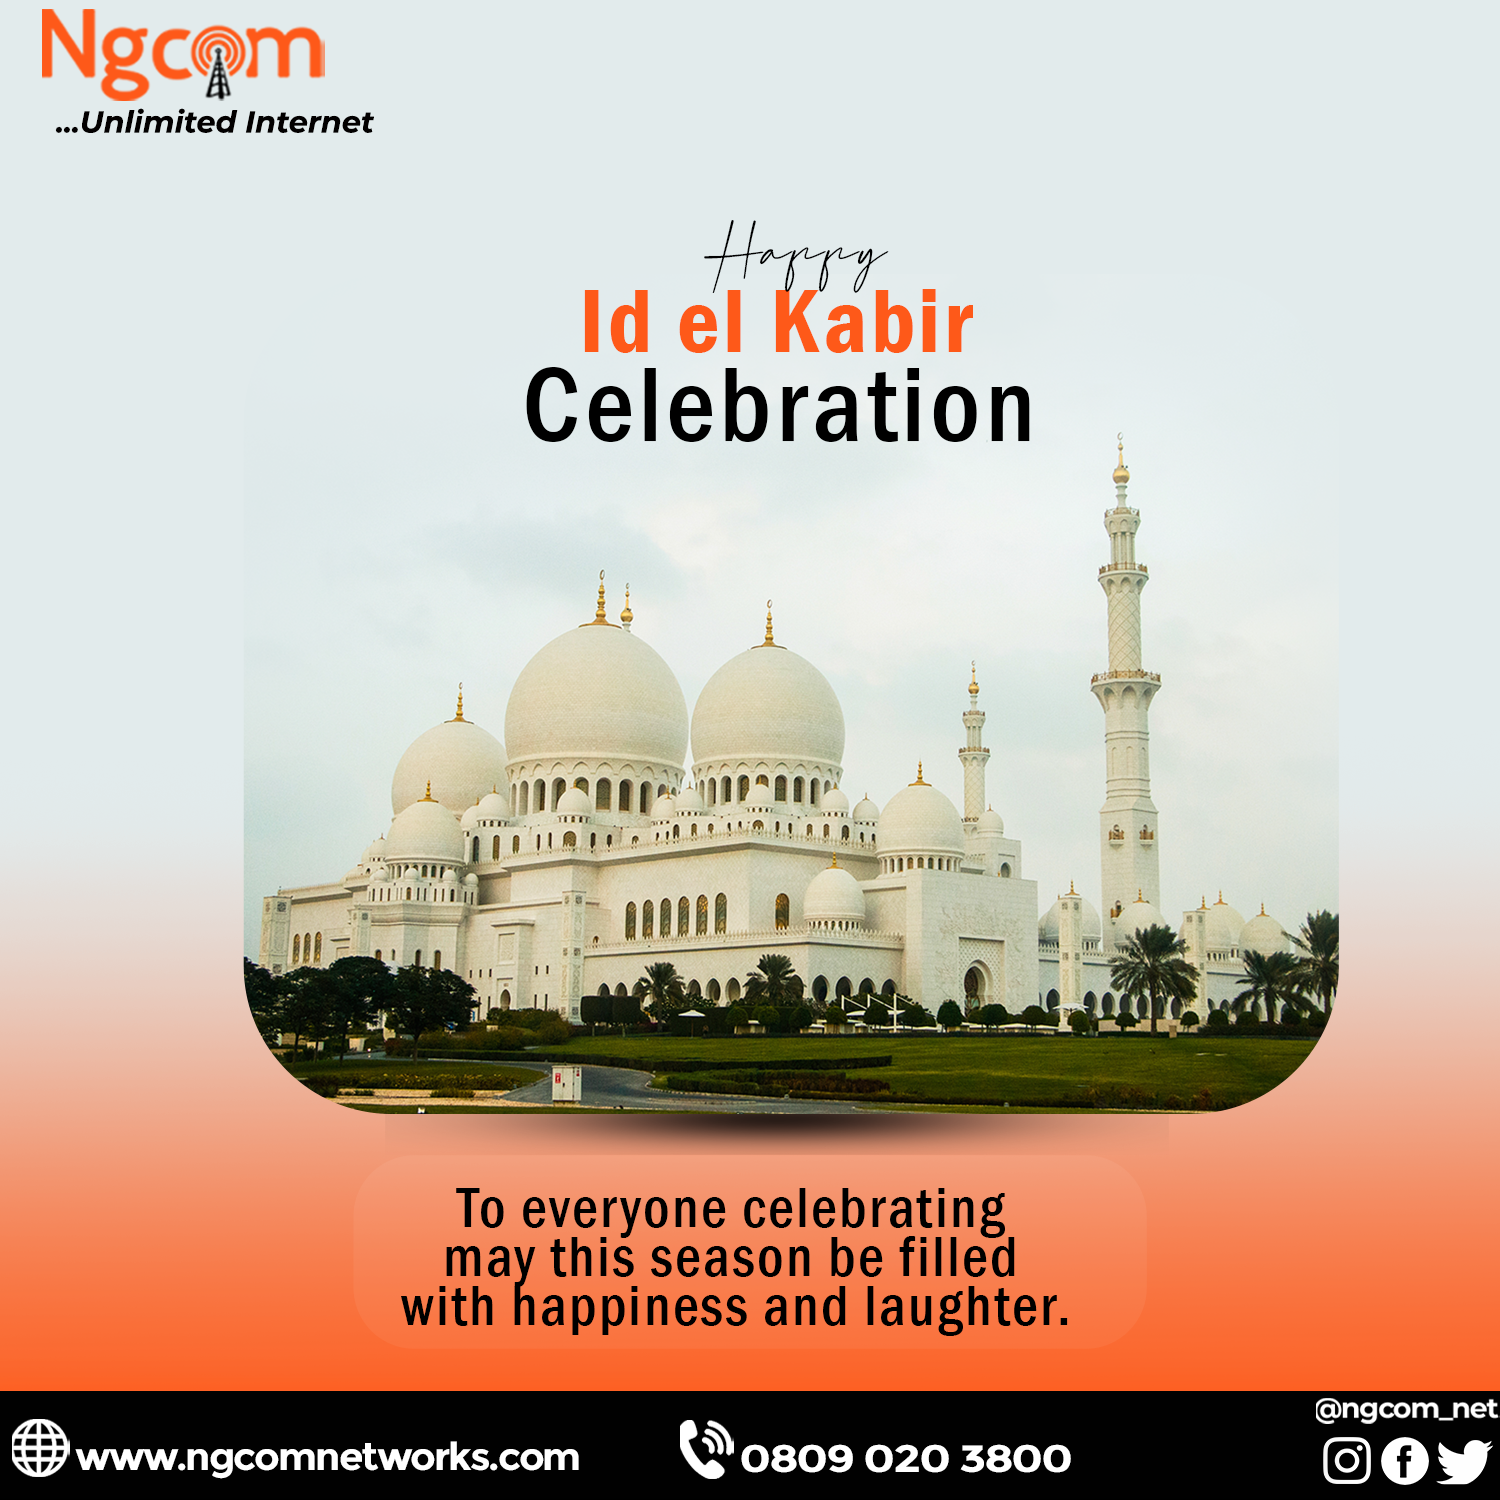 Ngcom
...Unlimited Internet
Happy
Id el Kabir
Celebration
To everyone celebrating
may this season be filled
with happiness and laughter.
www.ngcomnetworks.com
0809 020 3800
@ngcom_net